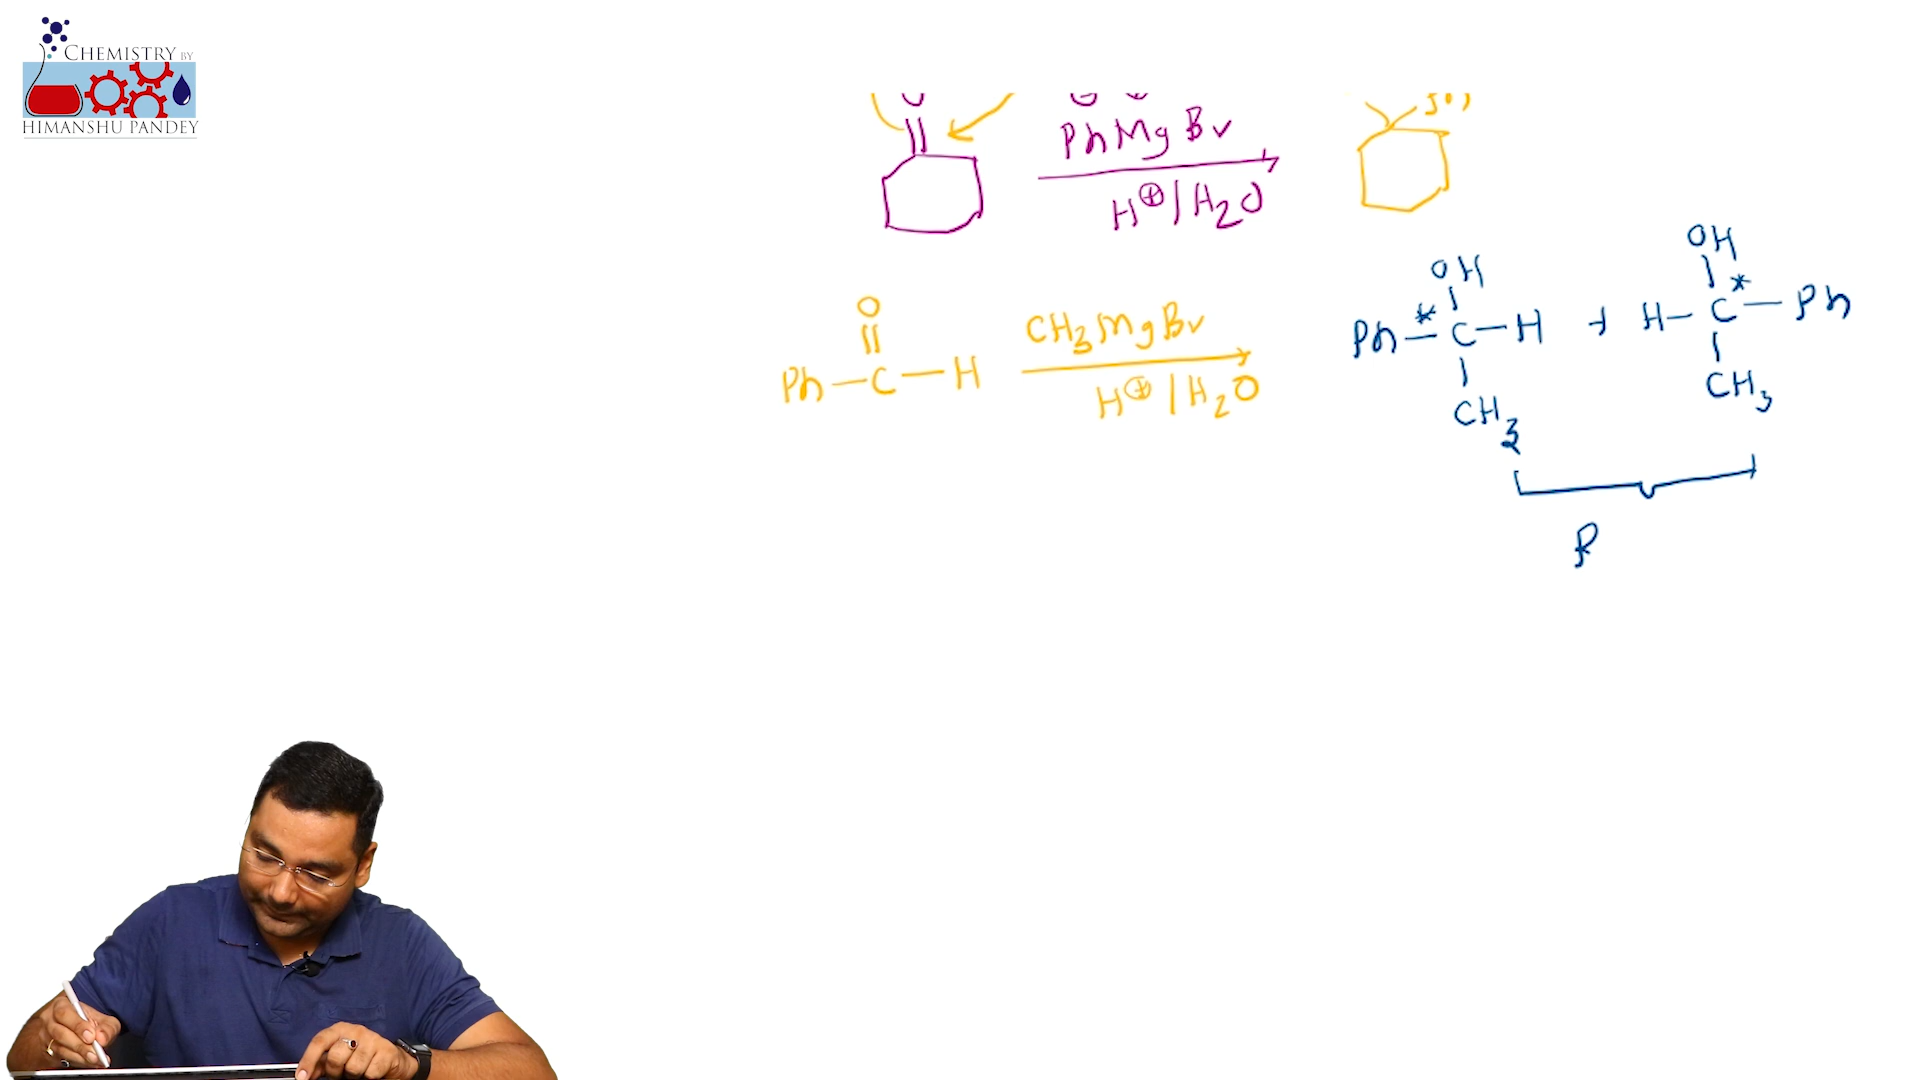 CHEMISTRY BY
HIMANSHU PANDEY
PhMgBr
H⊕/H2O
O
||
Ph-C-H
CH3MgBr
H⊕/H2O
OH
Ph-*C-H
CH3
+
OH
H-C*-Ph
CH3
R